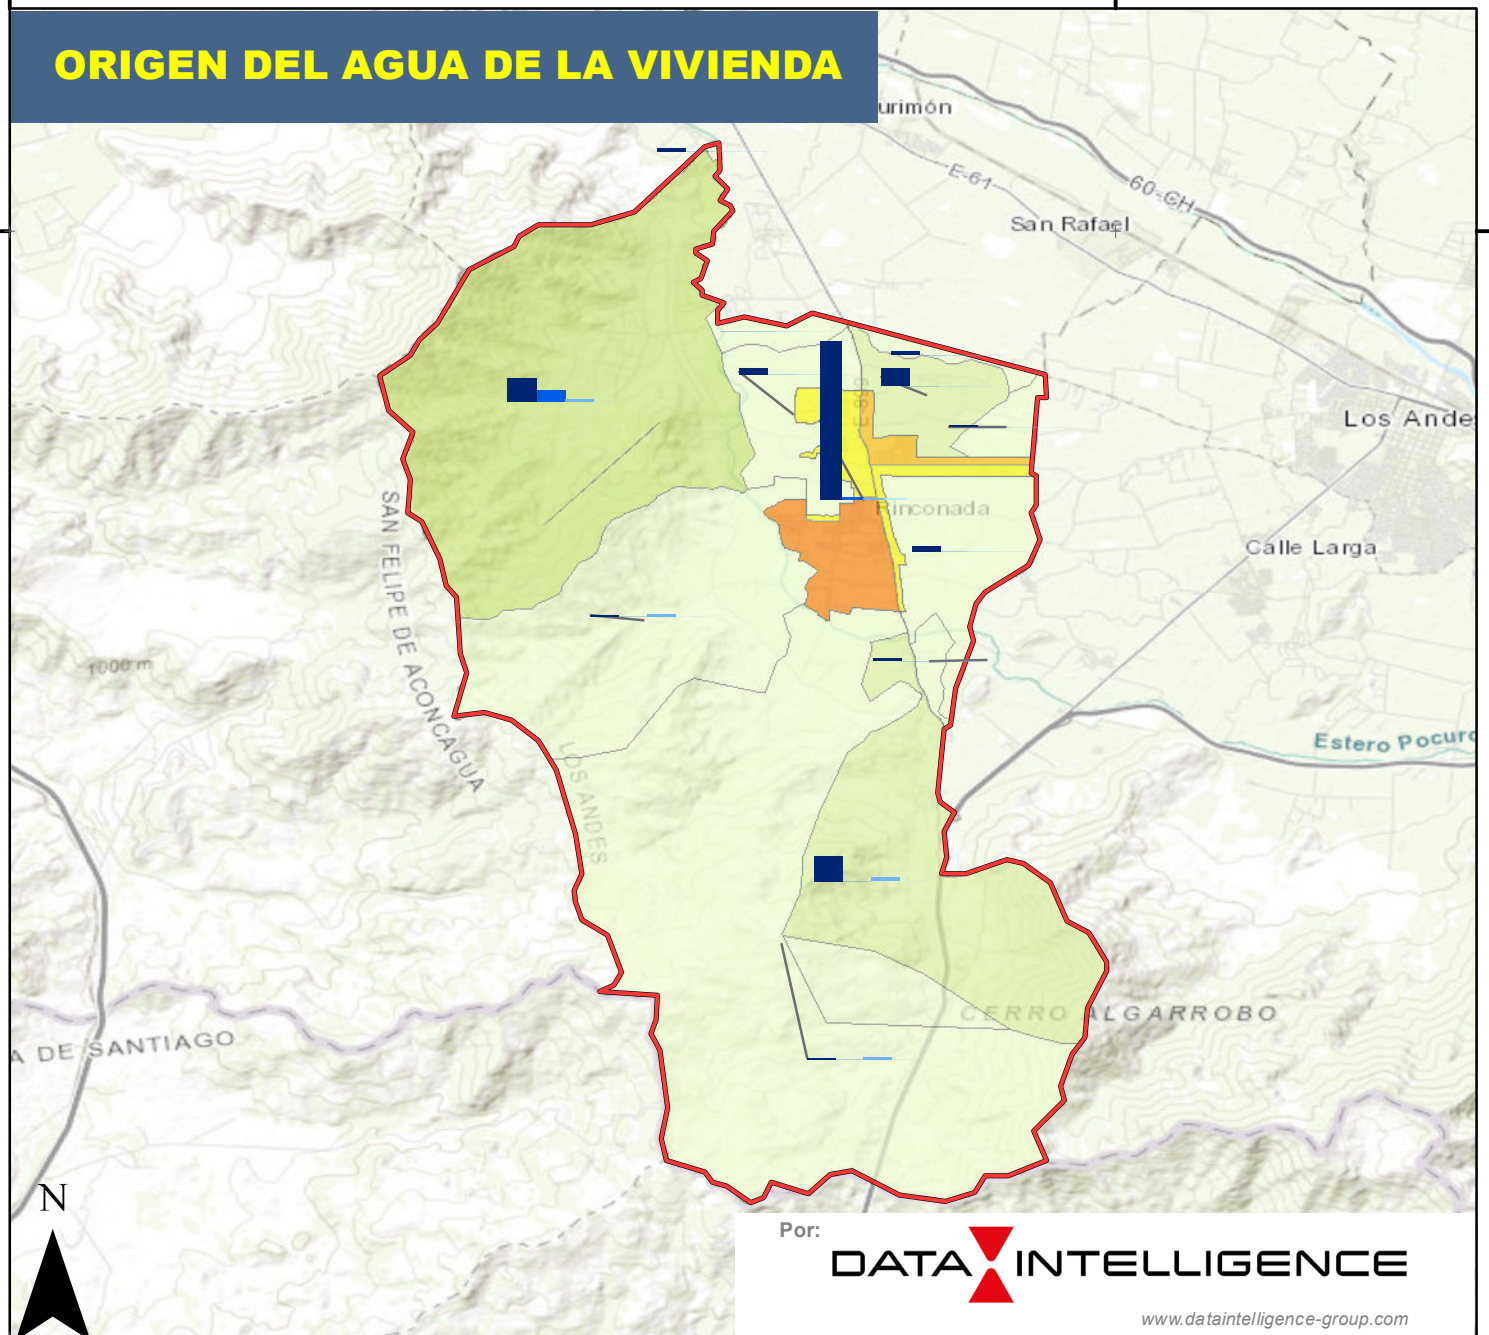 ORIGEN DEL AGUA DE LA VIVIENDA
urimón
E-61
60-CH
San Rafael
Los Ande
Rinconada
Calle Larga
SAN FELIPE DE ACONCAGUA
1000 m
LOS ANDES
Estero Pocuro
CERRO ALGARROBO
A DE SANTIAGO
N
Por:
DATA INTELLIGENCE
www.dataintelligence-group.com